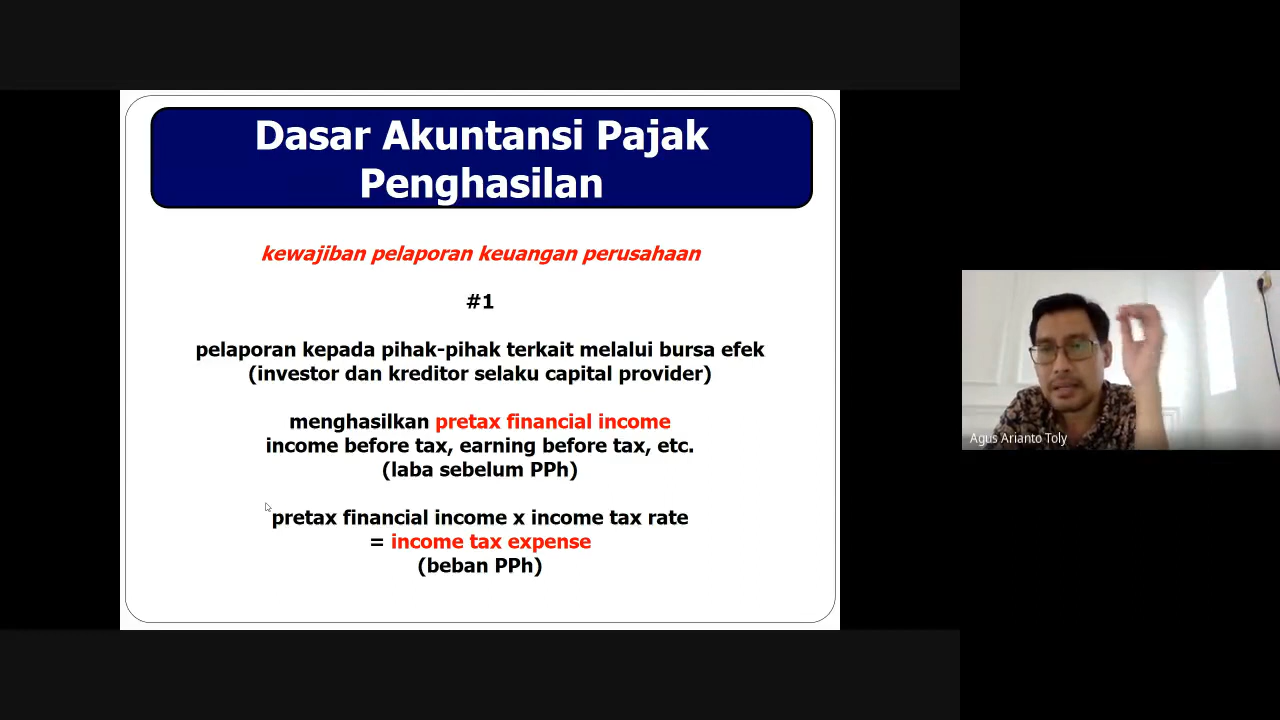 Dasar Akuntansi Pajak
Penghasilan
kewajiban pelaporan keuangan perusahaan
#1
pelaporan kepada pihak-pihak terkait melalui bursa efek
(investor dan kreditor selaku capital provider)
menghasilkan pretax financial income
income before tax, earning before tax, etc.
(laba sebelum PPh)
pretax financial income x income tax rate
= income tax expense
(beban PPh)
Agus Arianto Toly